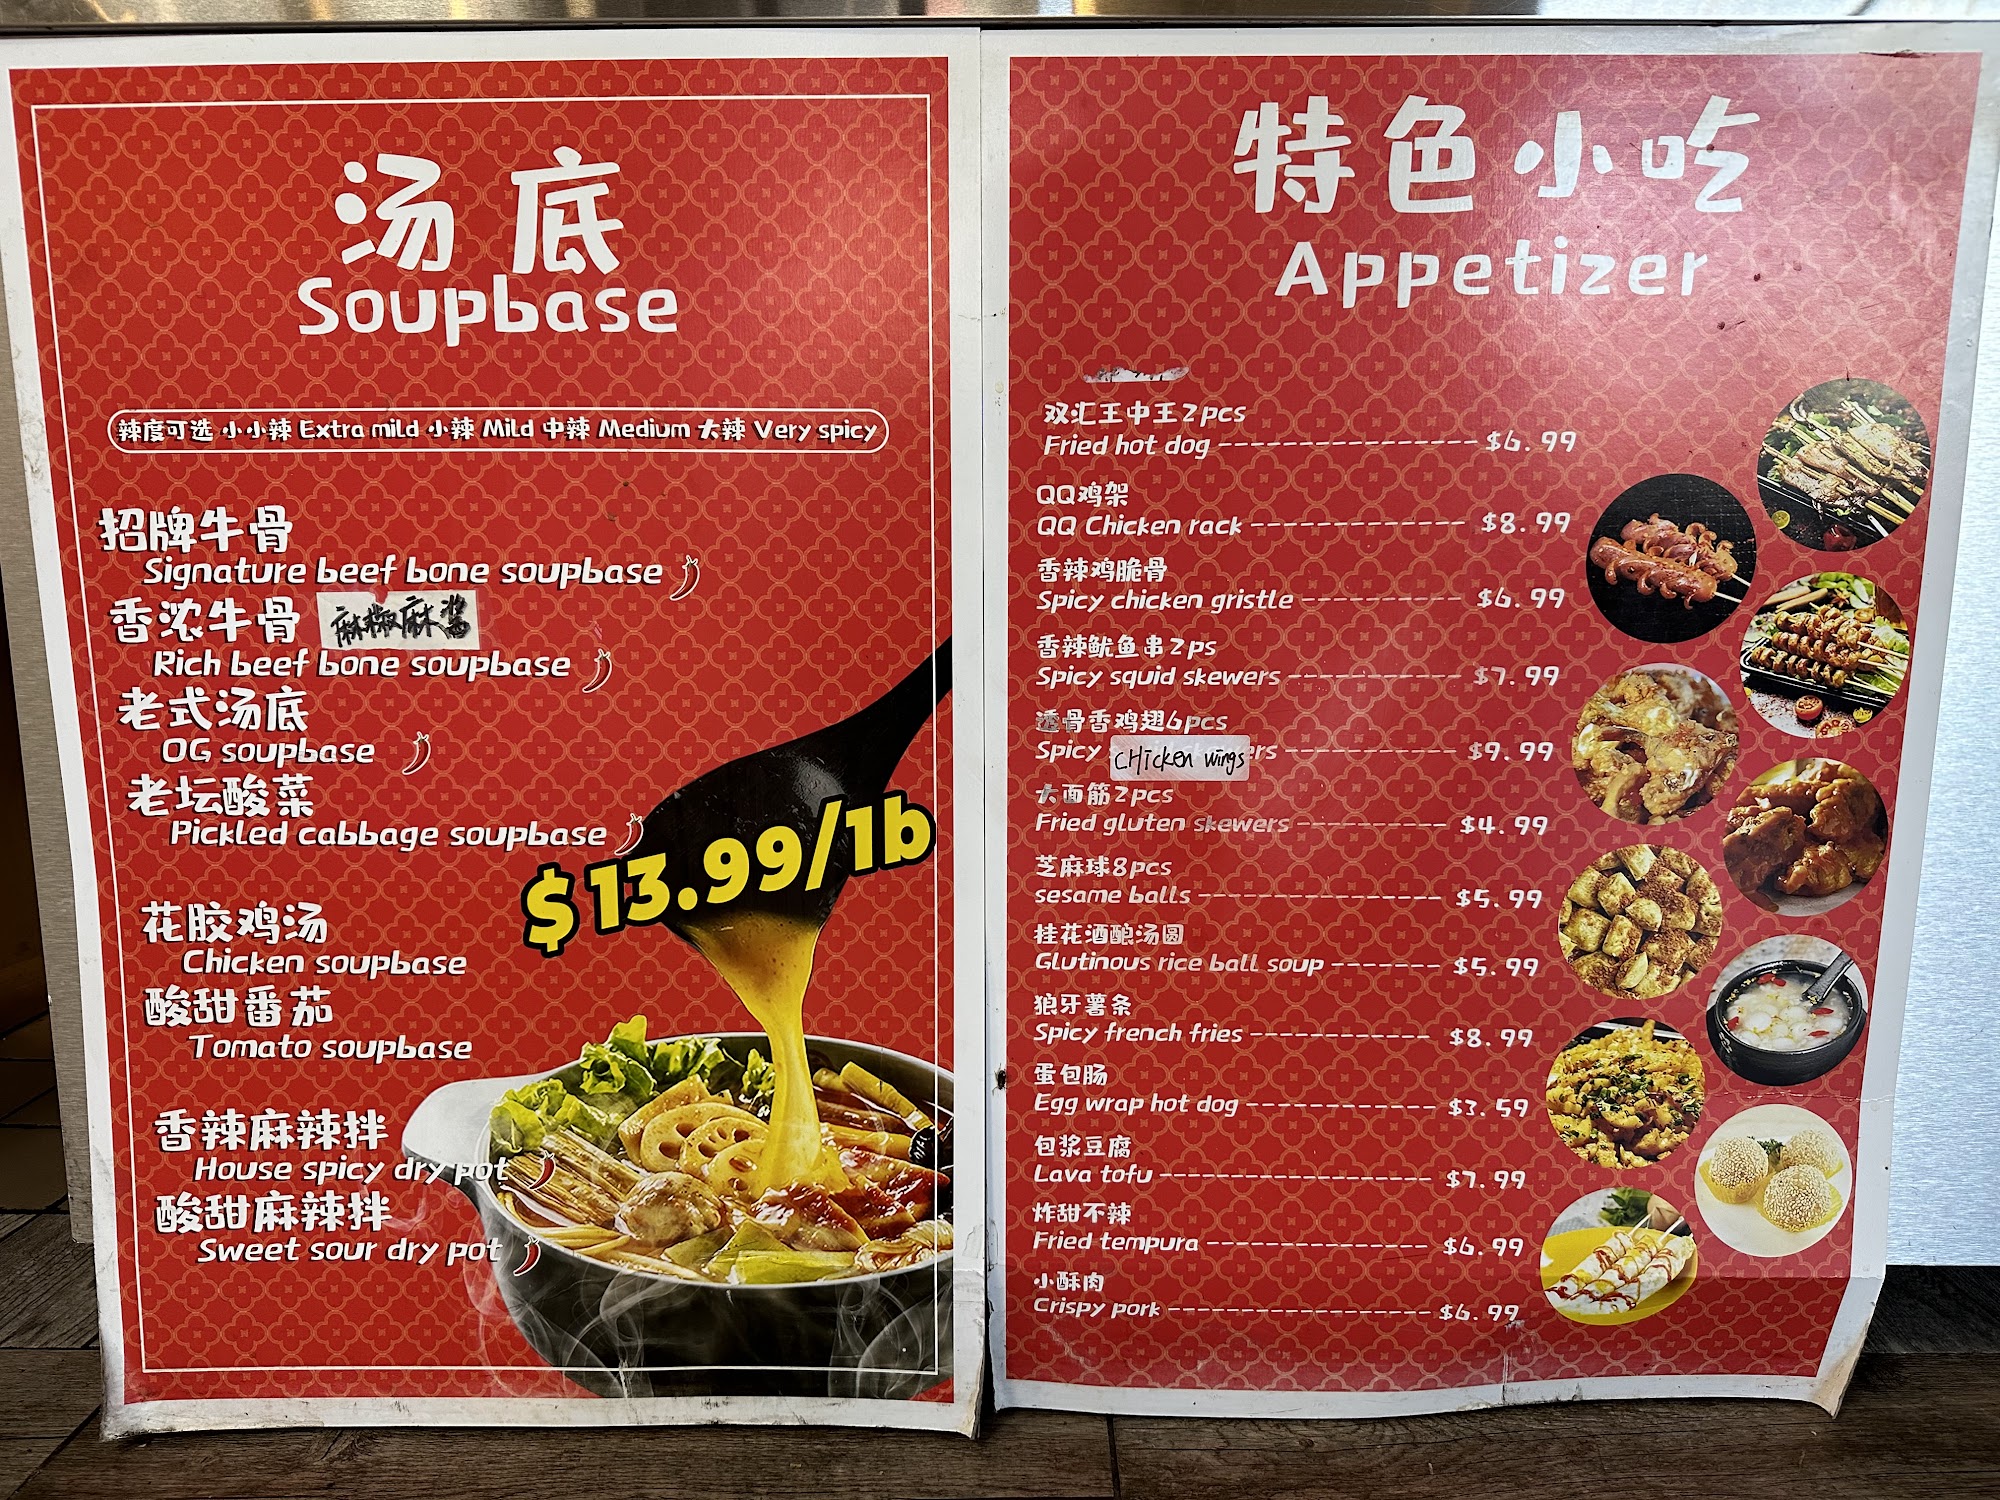 汤底
Soupbase
辣度可选 小小辣 Extra mild 小辣 Mild 中辣 Medium 大辣 Very spicy
招牌牛骨
Signature beef bone soupbase
香浓牛骨 麻椒麻酱
Rich beef bone soupbase
老式汤底
OG soupbase
老坛酸菜
Pickled cabbage soupbase
$13.99/1b
花胶鸡汤
Chicken soupbase
酸甜番茄
Tomato soupbase
香辣麻辣拌
House spicy dry pot
酸甜麻辣拌
Sweet sour dry pot
特色小吃
Appetizer
双汇王中王2pcs
Fried hot dog $6.99
QQ鸡架
QQ Chicken rack $8.99
香辣鸡脆骨
Spicy chicken gristle $6.99
香辣鱿鱼串2ps
Spicy squid skewers $7.99
透骨香鸡翅6pcs
Spicy CHicken wings ers $9.99
大面筋2pcs
Fried gluten skewers $4.99
芝麻球8pcs
sesame balls $5.99
桂花酒酿汤圆
Glutinous rice ball soup $5.99
狼牙薯条
Spicy french fries $8.99
蛋包肠
Egg wrap hot dog $3.59
包浆豆腐
Lava tofu $7.99
炸甜不辣
Fried tempura $6.99
小酥肉
Crispy pork $6.99